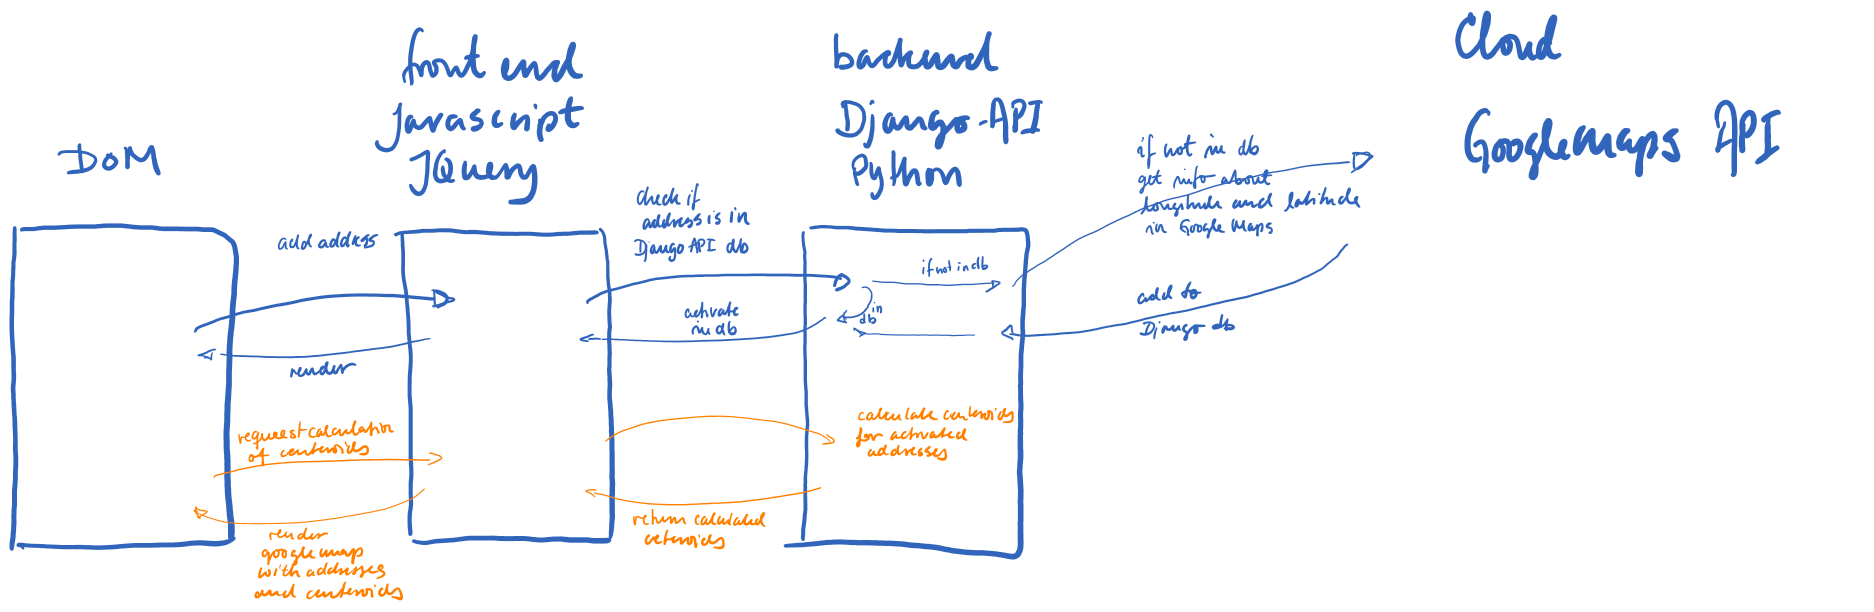 DOM
front end
Javascript
JQuery
backend
Django-API
Python
Cloud
Googlemaps API
add address
render
check if
address is in
Django API db
activate
in db
if not in db
in
db
if not in db
get info about
longitude and latitude
in Google Maps
add to
Django db
request calculation
of centeroids
render
google map
with addresses
and centeroids
return calculated
ceteroids
calculate centeroids
for activated
addresses